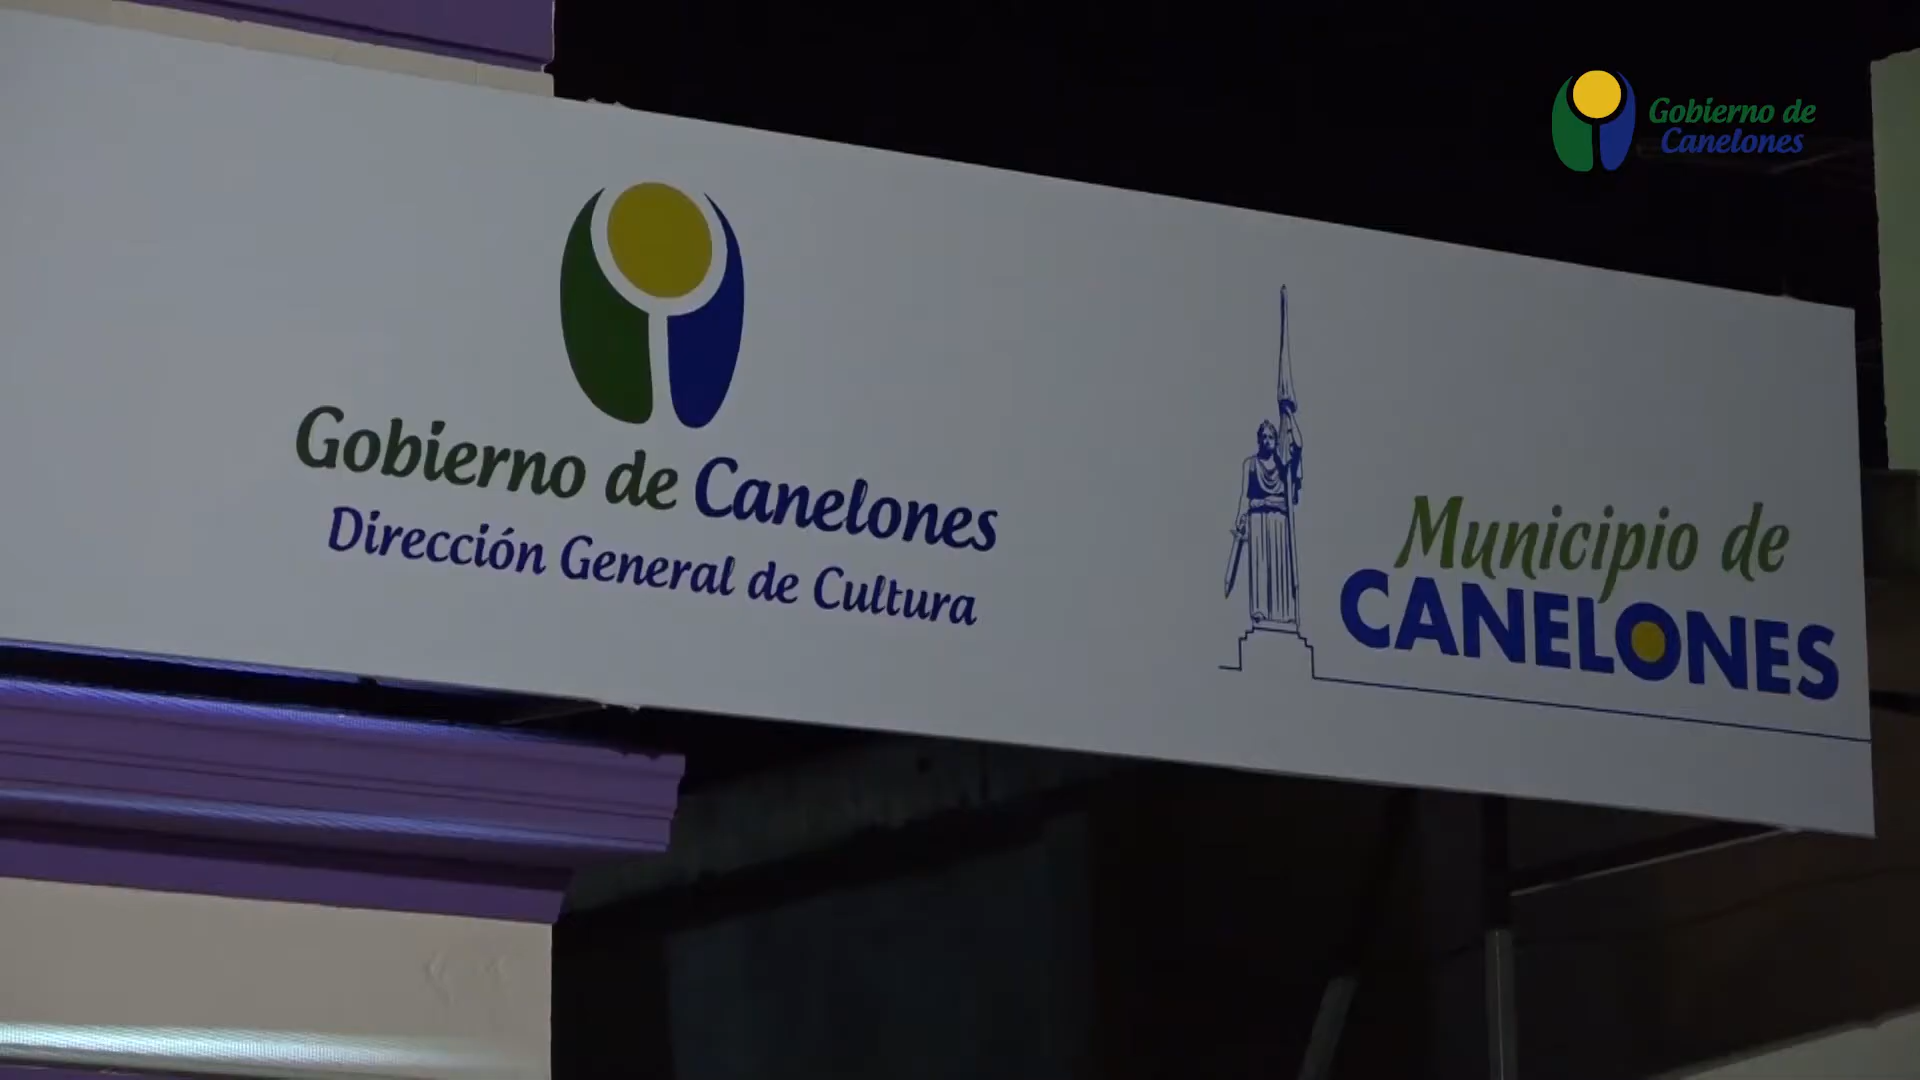 Gobierno de
Canelones
Gobierno de Canelones
Dirección General de Cultura
Municipio de
CANELONES